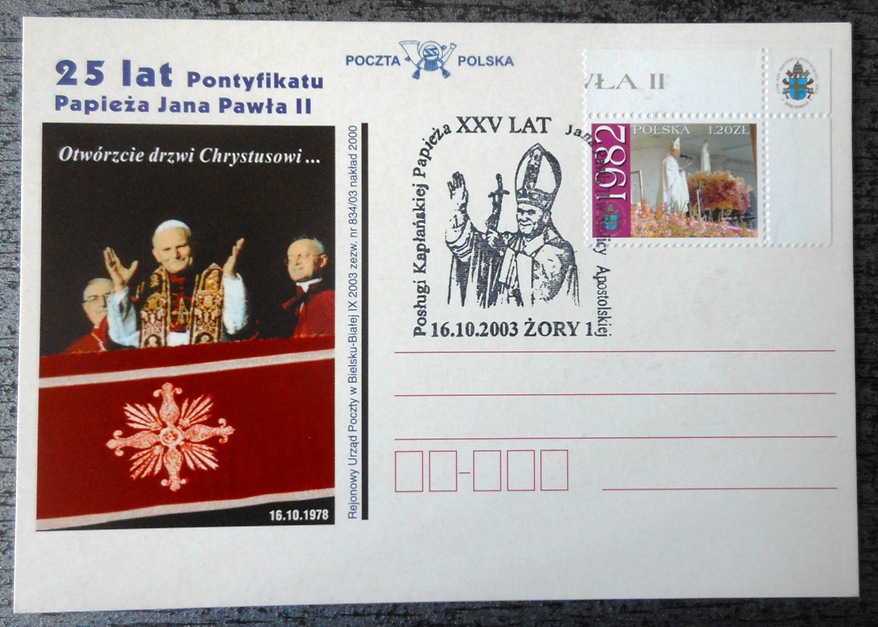 25 lat Pontyfikatu
Papieża Jana Pawła II
Otwórzcie drzwi Chrystusowi ...
16.10.1978
Rejonowy Urząd Poczty w Bielsku-Białej IX 2003 zezw. nr 834/03 nakład 2000
POCZTA POLSKA
XXV LAT
Posługi Kapłańskiej Papieża
Apostolskiej
16.10.2003 ŻORY 1
II
1982
POLSKA 1,20ZŁ